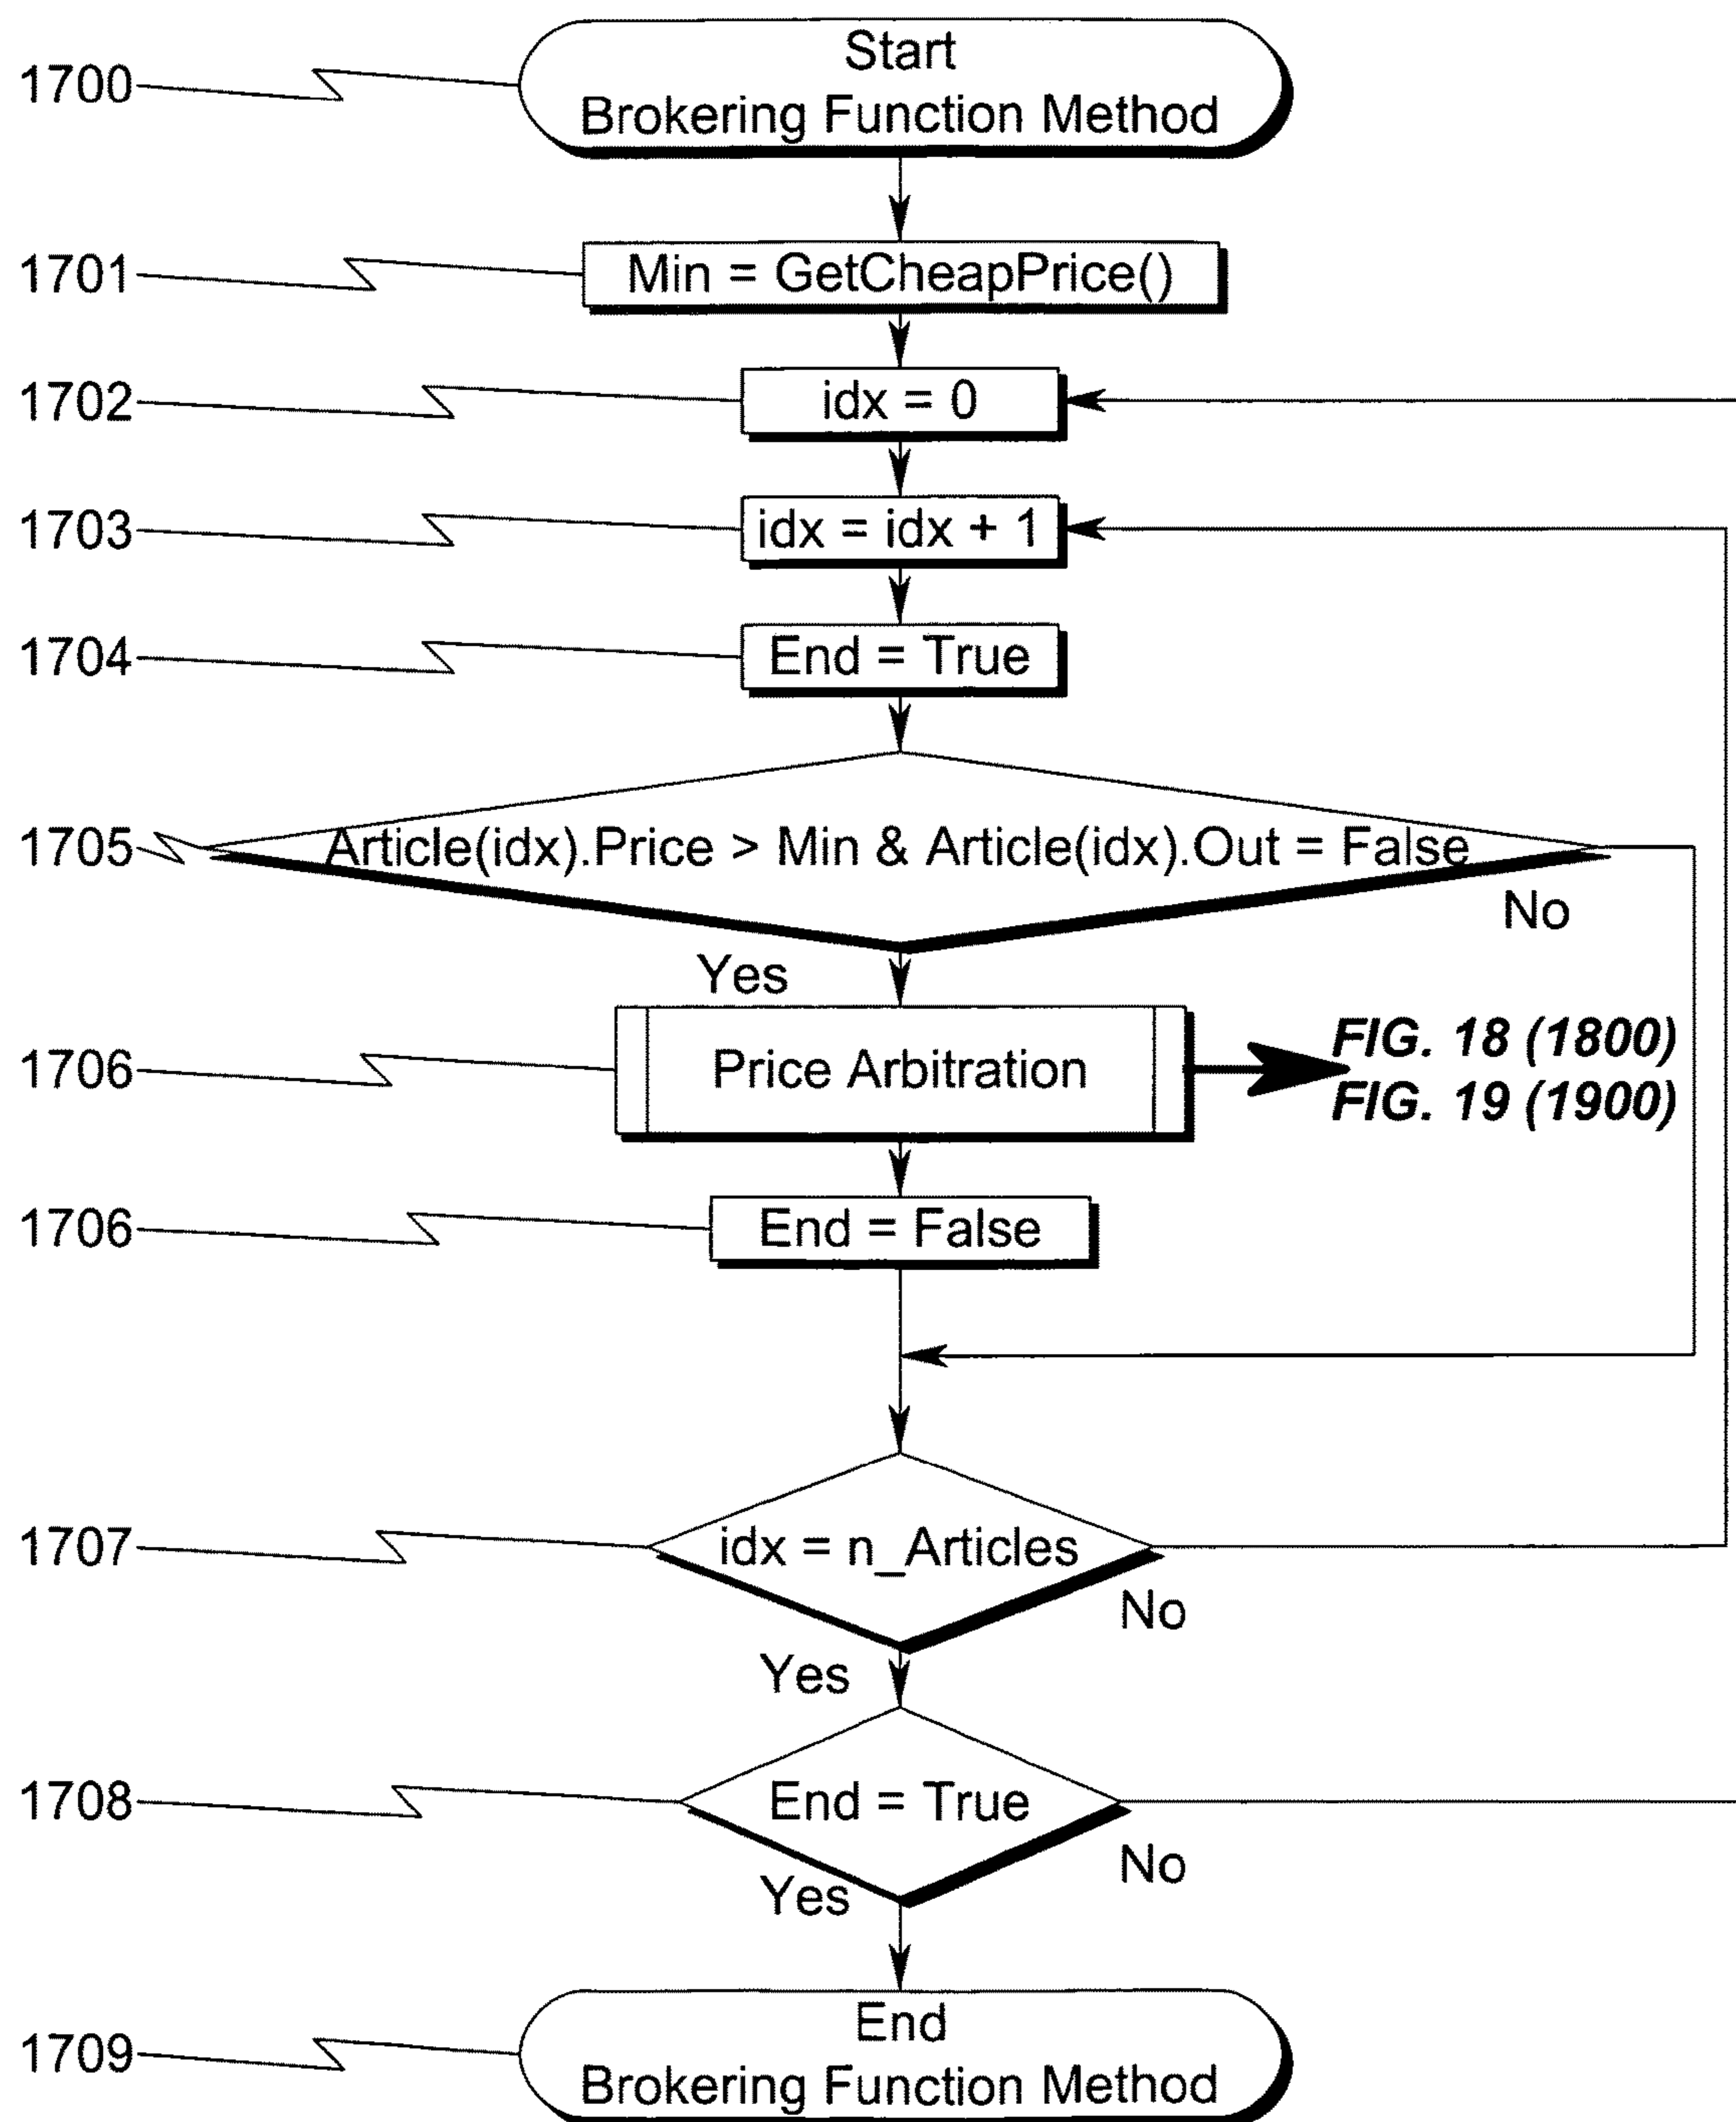 1700
Start
Brokering Function Method
1701
Min = GetCheapPrice()
1702
idx = 0
1703
idx = idx + 1
1704
End = True
1705
Article(idx).Price > Min & Article(idx).Out = False
No
Yes
1706
Price Arbitration
FIG. 18 (1800)
FIG. 19 (1900)
1706
End = False
1707
idx = n_Articles
No
Yes
1708
End = True
No
Yes
1709
End
Brokering Function Method